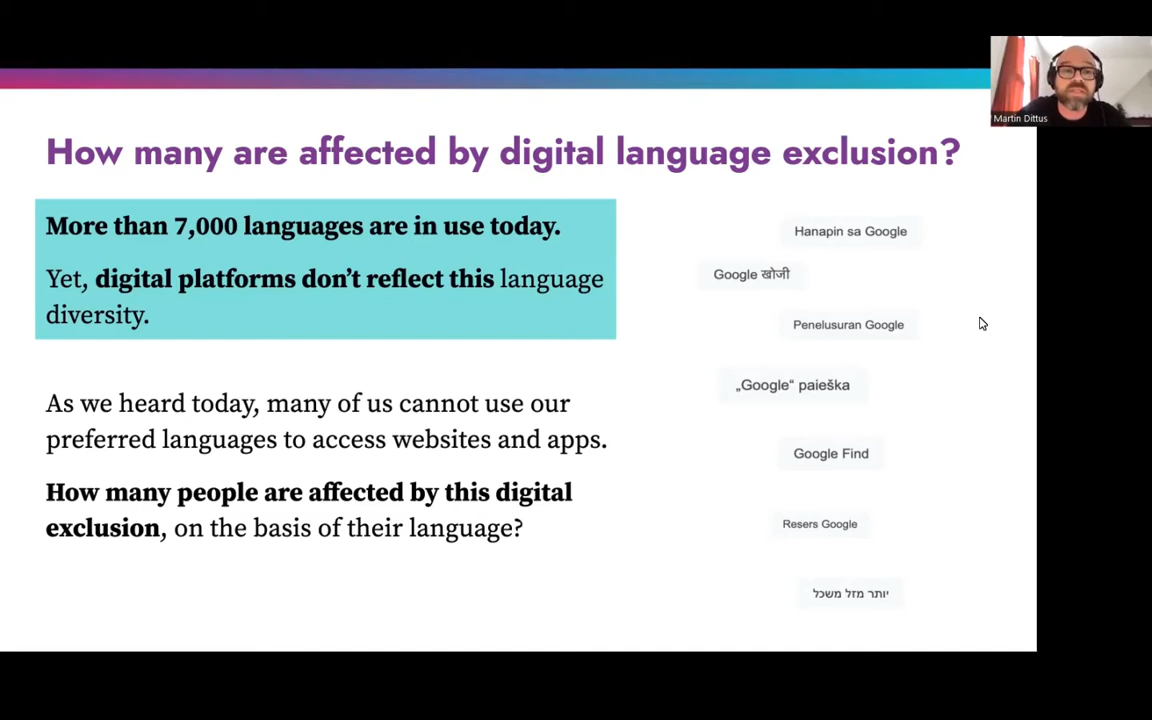 Martin Dittus
How many are affected by digital language exclusion?
More than 7,000 languages are in use today.
Yet, digital platforms don't reflect this language
diversity.
As we heard today, many of us cannot use our
preferred languages to access websites and apps.
How many people are affected by this digital
exclusion, on the basis of their language?
Hanapin sa Google
Google खोजी
Penelusuran Google
„Google“ paieška
Google Find
Resers Google
יותר מזל משכל